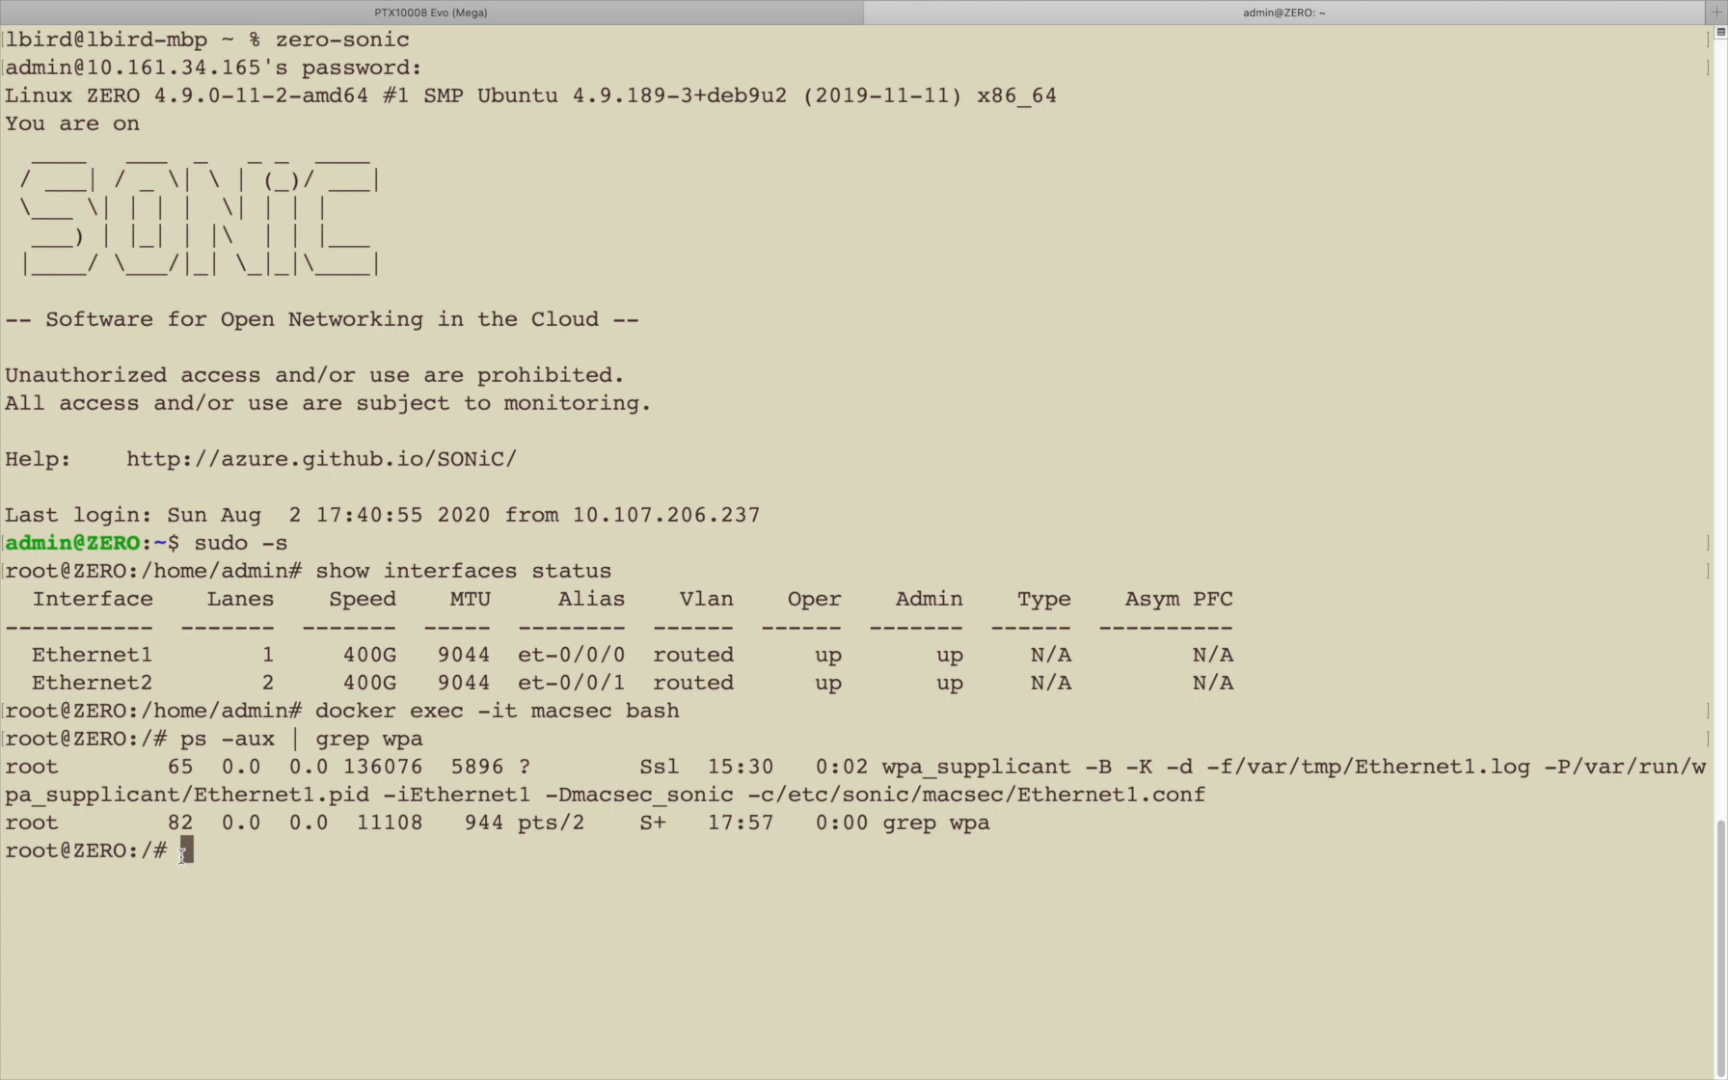 PTX10008 Evo (Mega)
admin@ZERO: ~
lbird@lbird-mbp ~ % zero-sonic
admin@10.161.34.165's password:
Linux ZERO 4.9.0-11-2-amd64 #1 SMP Ubuntu 4.9.189-3+deb9u2 (2019-11-11) x86_64
You are on
SONiC
-- Software for Open Networking in the Cloud --
Unauthorized access and/or use are prohibited.
All access and/or use are subject to monitoring.
Help:    http://azure.github.io/SONiC/
Last login: Sun Aug  2 17:40:55 2020 from 10.107.206.237
admin@ZERO:~$ sudo -s
root@ZERO:/home/admin# show interfaces status
  Interface    Lanes    Speed    MTU     Alias    Vlan    Oper    Admin    Type    Asym PFC
-----------  -------  -------  -----  --------  ------  ------  -------  ------  ----------
  Ethernet1        1     400G   9044  et-0/0/0  routed      up       up     N/A         N/A
  Ethernet2        2     400G   9044  et-0/0/1  routed      up       up     N/A         N/A
root@ZERO:/home/admin# docker exec -it macsec bash
root@ZERO:/# ps -aux | grep wpa
root        65  0.0  0.0 136076  5896 ?        Ssl  15:30   0:02 wpa_supplicant -B -K -d -f/var/tmp/Ethernet1.log -P/var/run/w
pa_supplicant/Ethernet1.pid -iEthernet1 -Dmacsec_sonic -c/etc/sonic/macsec/Ethernet1.conf
root        82  0.0  0.0  11108   944 pts/2    S+   17:57   0:00 grep wpa
root@ZERO:/#